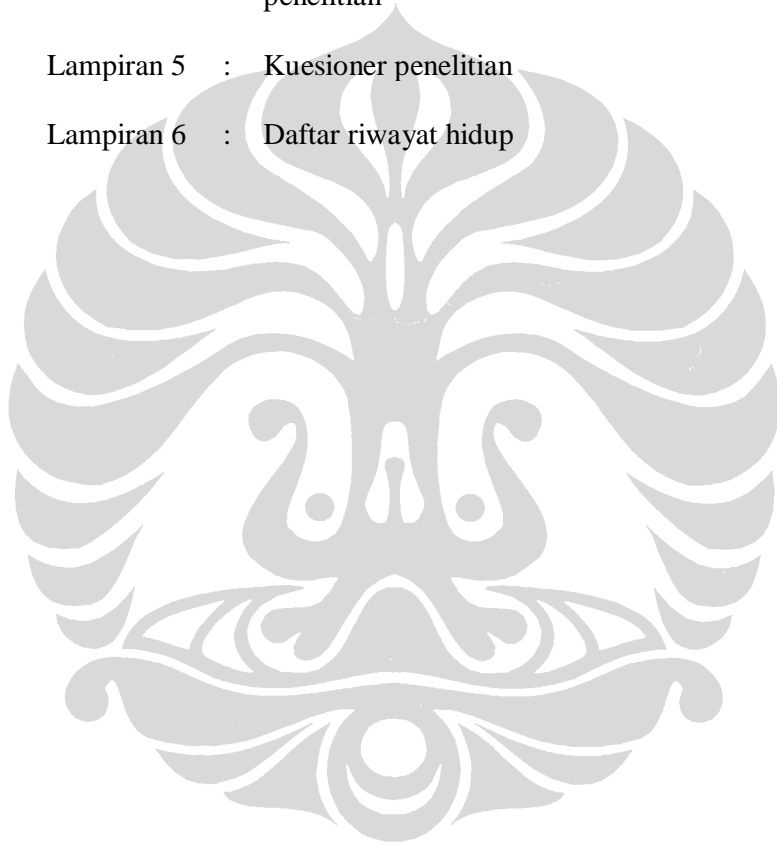 penelitian
Lampiran 5 : Kuesioner penelitian
Lampiran 6 : Daftar riwayat hidup